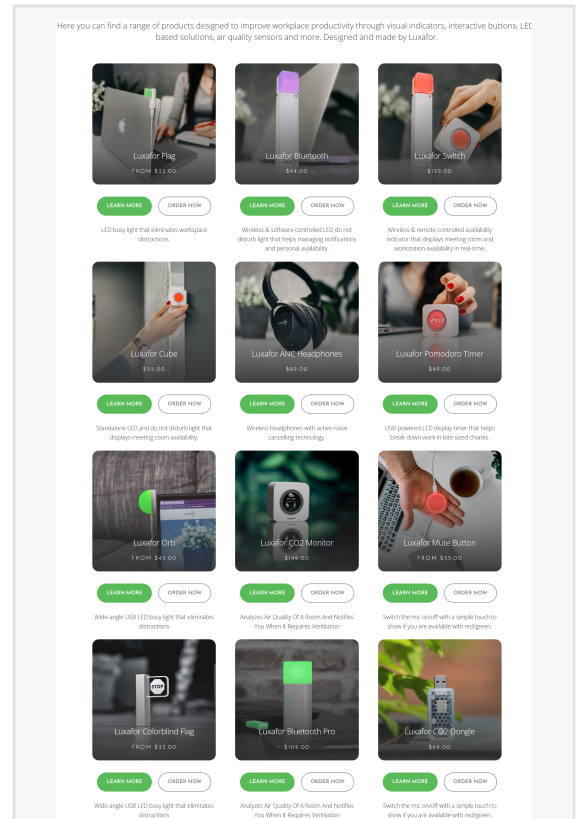 Here you can find a range of products designed to improve workplace productivity through visual indicators, interactive buttons, LED
based solutions, air quality sensors and more. Designed and made by Luxafor.
Luxafor Flag
FROM $35.00
LEARN MORE
ORDER NOW
LED busy light that eliminates workspace
distractions.
Luxafor Bluetooth
$94.00
LEARN MORE
ORDER NOW
Wireless & software-controlled LED do not
disturb light that helps managing notifications
and personal availability.
Luxafor Switch
$129.00
LEARN MORE
ORDER NOW
Wireless & remote-controlled availability
indicator that displays meeting room and
workstation availability in real-time.
Luxafor Cube
$55.00
LEARN MORE
ORDER NOW
Standalone LED and do not disturb light that
displays meeting room availability.
Luxafor ANC Headphones
$89.00
LEARN MORE
ORDER NOW
Wireless headphones with active noise
cancelling technology.
Luxafor Pomodoro Timer
$49.00
LEARN MORE
ORDER NOW
USB-powered LED display timer that helps
break down work in bite-sized chunks.
Luxafor Orb
FROM $43.00
LEARN MORE
ORDER NOW
Wide-angle USB LED busy light that eliminates
distractions
Luxafor CO2 Monitor
$149.00
LEARN MORE
ORDER NOW
Analyzes Air Quality Of A Room And Notifies
You When It Requires Ventilation
Luxafor Mute Button
FROM $35.00
LEARN MORE
ORDER NOW
Switch the mic on/off with a simple touch to
show if you are available with red/green.
STOP
Luxafor Colorblind Flag
FROM $35.00
LEARN MORE
ORDER NOW
Wide-angle USB LED busy light that eliminates
distractions
Luxafor Bluetooth Pro
$109.00
LEARN MORE
ORDER NOW
Analyzes Air Quality Of A Room And Notifies
You When It Requires Ventilation
Luxafor CO2 Dongle
$69.00
LEARN MORE
ORDER NOW
Switch the mic on/off with a simple touch to
show if you are available with red/green.